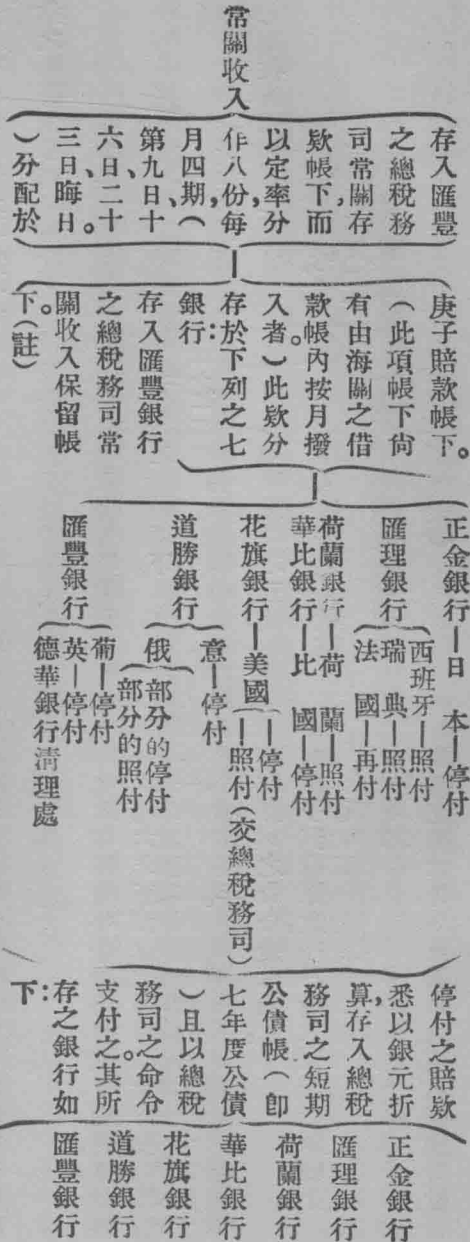 常關收入
存入匯豐
之總稅務
司常關存
欵帳下,而
以定率分
作八份,每
月四期,(
第九日、十
六日、二十
三日、晦日。
)分配於
庚子賠款帳下。
(此項帳下尙
有由海關之借
款帳內按月撥
入者。)此欵分
存於下列之七
銀行:
存入匯豐銀行
之總稅務司常
關收入保留帳
下。(註)
正金銀行—日本—停付
匯理銀行
西班牙—照付
瑞典—照付
法國—再付
荷蘭銀行—荷蘭—照付
華比銀行—比國—停付
花旗銀行—美國
停付
照付(交總稅務司)
道勝銀行
意—停付
俄
部分的停付
部分的照付
匯豐銀行
葡—停付
英—停付
德華銀行清理處
停付之賠欵
悉以銀元折
算,存入總稅
務司之短期
公債帳(卽
七年度公債
)且以總稅
務司之命令
支付之。其所
存之銀行如
下:
正金銀行
匯理銀行
荷蘭銀行
華比銀行
花旗銀行
道勝銀行
匯豐銀行